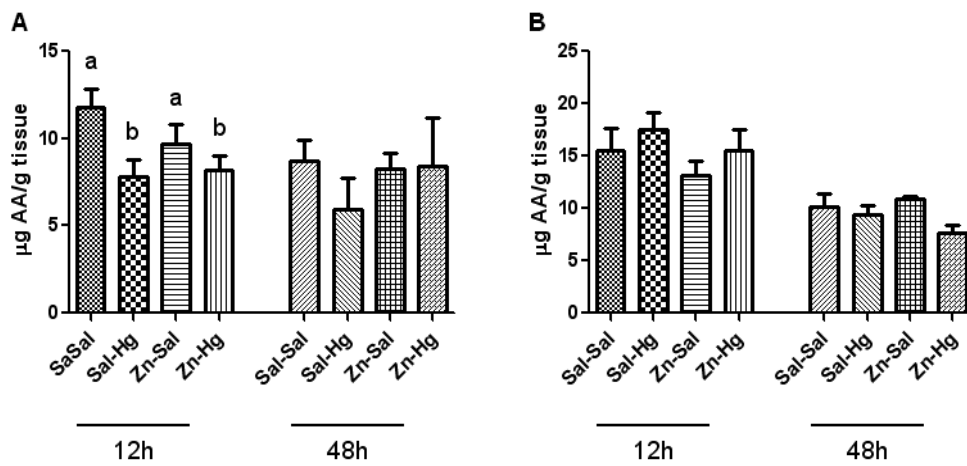 A
μg AA/g tissue
15
10
5
0
a
b
a
b
SaSal
Sal-Hg
Zn-Sal
Zn-Hg
Sal-Sal
Sal-Hg
Zn-Sal
Zn-Hg
12h
48h
B
μg AA/g tissue
25
20
15
10
5
0
Sal-Sal
Sal-Hg
Zn-Sal
Zn-Hg
Sal-Sal
Sal-Hg
Zn-Sal
Zn-Hg
12h
48h